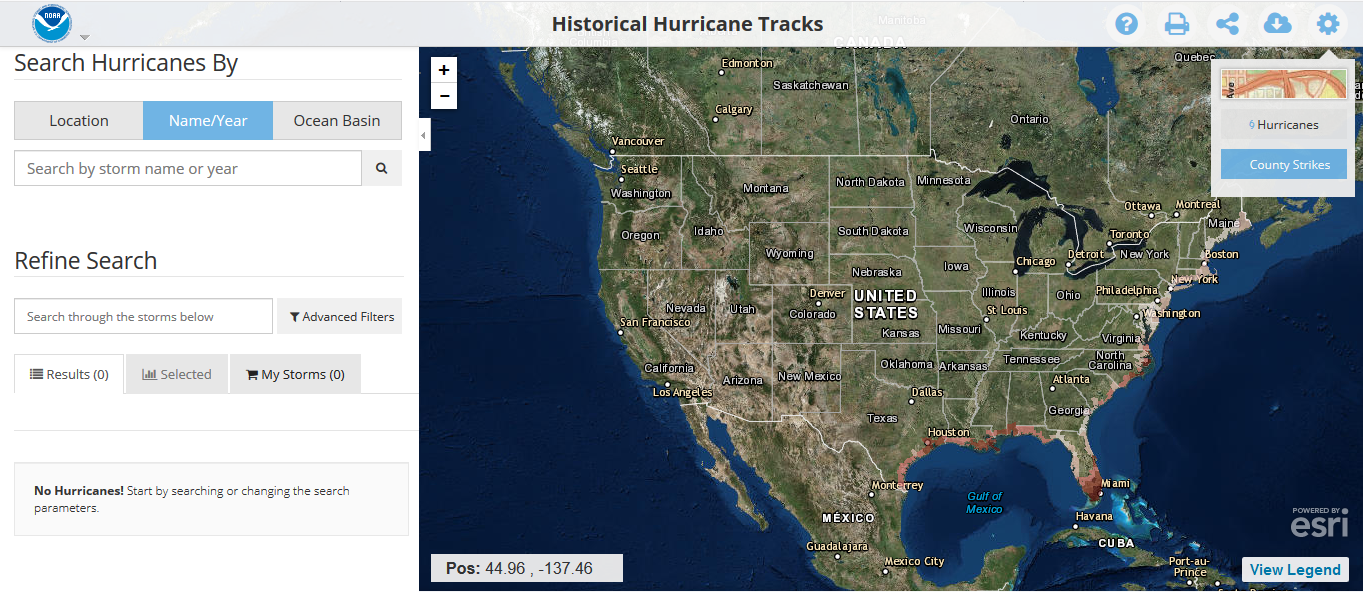 NOAA
Historical Hurricane Tracks
Manitoba
CANADA
Search Hurricanes By
Location
Name/Year
Ocean Basin
Search by storm name or year
Refine Search
Search through the storms below
Advanced Filters
Results (0)
Selected
My Storms (0)
No Hurricanes! Start by searching or changing the search
parameters.
+
−
Edmonton
Saskatchewan
Calgary
Ontario
Quebec
Ave
Hurricanes
County Strikes
Vancouver
Seattle
Washington
Montana
North Dakota
Minnesota
Ottawa
Montreal
Maine
Oregon
Idaho
Wyoming
South Dakota
Wisconsin
Toronto
Detroit
New York
Boston
Chicago
Nebraska
Iowa
New York
Nevada
Utah
Denver
Colorado
UNITED
STATES
Illinois
Ohio
Philadelphia
San Francisco
Kansas
Missouri
St Louis
Kentucky
Virginia
Washington
California
Los Angeles
Arizona
New Mexico
Oklahoma
Arkansas
Tennessee
North
Carolina
Dallas
Texas
Atlanta
Georgia
Houston
Monterrey
Gulf of
Mexico
Miami
MÉXICO
Havana
CUBA
Guadalajara
Mexico City
Port-au-
Prince
POWERED BY
esri
Pos: 44.96 , -137.46
View Legend